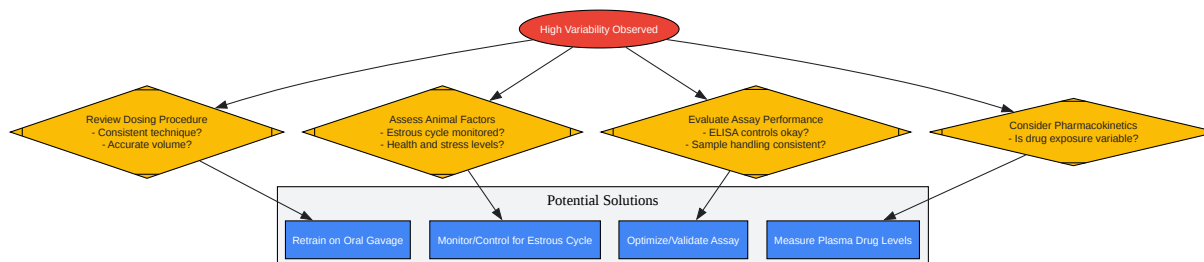 High Variability Observed
Review Dosing Procedure
- Consistent technique?
- Accurate volume?
Assess Animal Factors
- Estrous cycle monitored?
- Health and stress levels?
Evaluate Assay Performance
- ELISA controls okay?
- Sample handling consistent?
Consider Pharmacokinetics
- Is drug exposure variable?
Potential Solutions
Retrain on Oral Gavage
Monitor/Control for Estrous Cycle
Optimize/Validate Assay
Measure Plasma Drug Levels